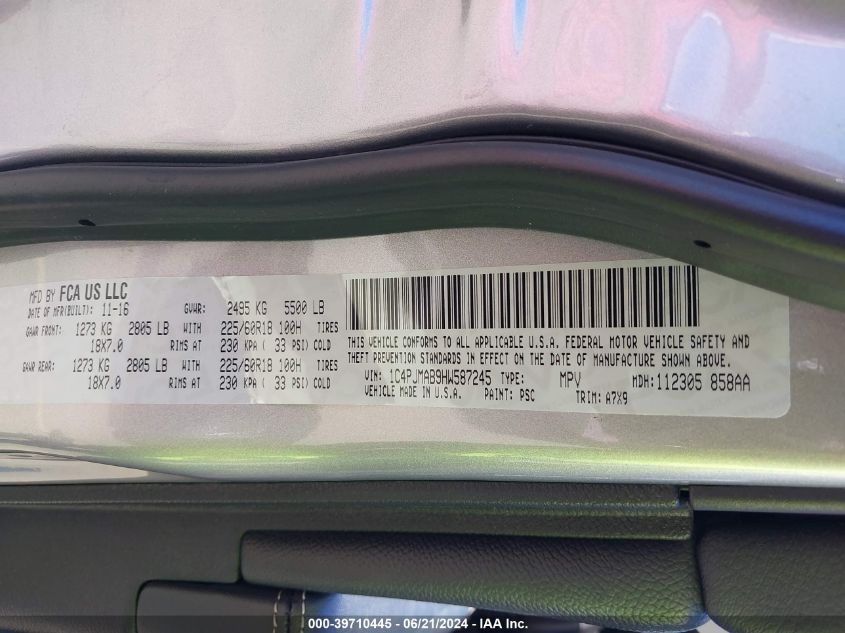 MFD BY FCA US LLC
DATE OF MFR(BUILT): 11-16 GVWR: 2495 KG 5500 LB
GAWR FRONT: 1273 KG 2805 LB WITH 225/60R18 100H TIRES
18X7.0 RIMS AT 230 KPA ( 33 PSI) COLD
GAWR REAR: 1273 KG 2805 LB WITH 225/60R18 100H TIRES
18X7.0 RIMS AT 230 KPA ( 33 PSI) COLD
THIS VEHICLE CONFORMS TO ALL APPLICABLE U.S.A. FEDERAL MOTOR VEHICLE SAFETY AND
THEFT PREVENTION STANDARDS IN EFFECT ON THE DATE OF MANUFACTURE SHOWN ABOVE.
VIN: 1C4PJMAB9HW587245 TYPE: MPV MDH: 112305 858AA
VEHICLE MADE IN U.S.A. PAINT: PSC TRIM: A7X9
000-39710445 - 06/21/2024 - IAA Inc.